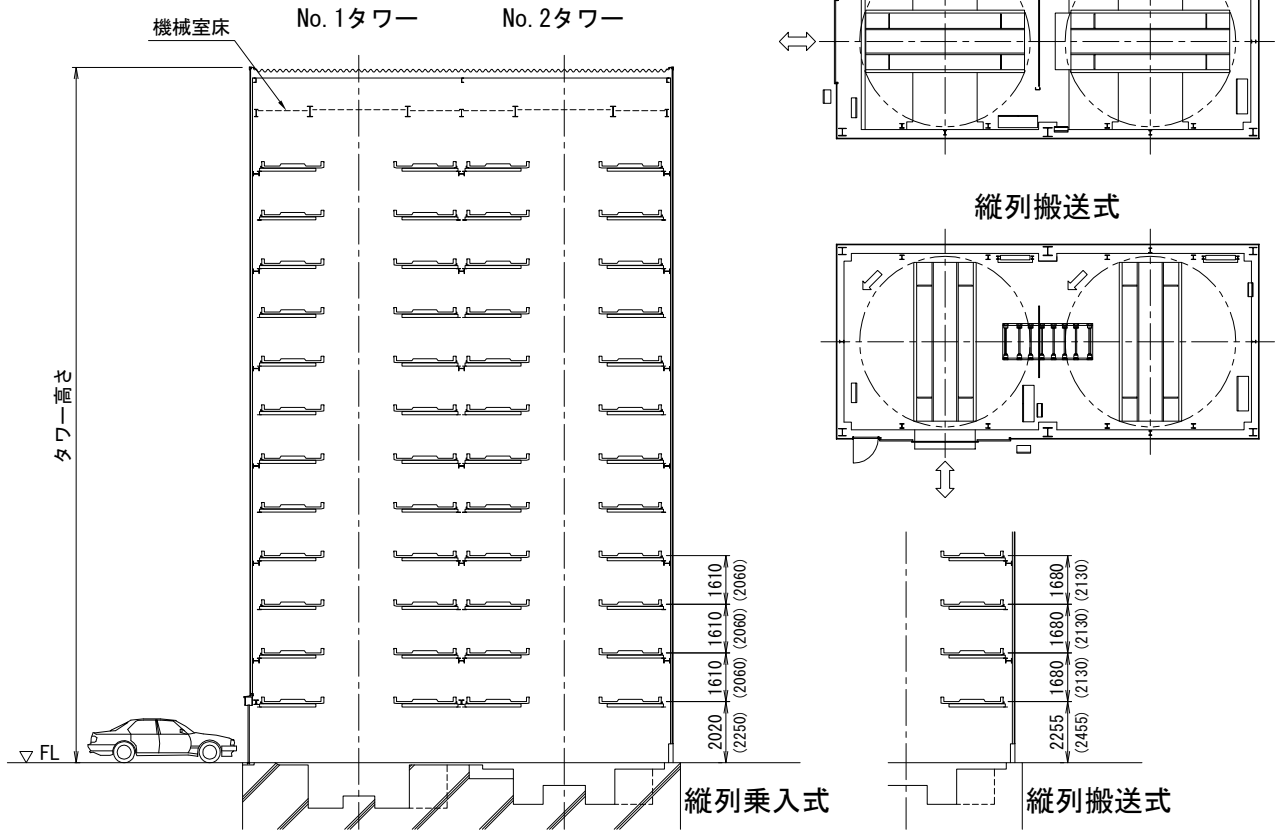 No.1タワー
No.2タワー
機械室床
縦列搬送式
タワー高さ
1610
(2060)
1610
(2060)
1610
(2060)
2020
(2250)
1680
(2130)
1680
(2130)
1680
(2130)
2255
(2455)
▽ FL
縦列乗入式
縦列搬送式